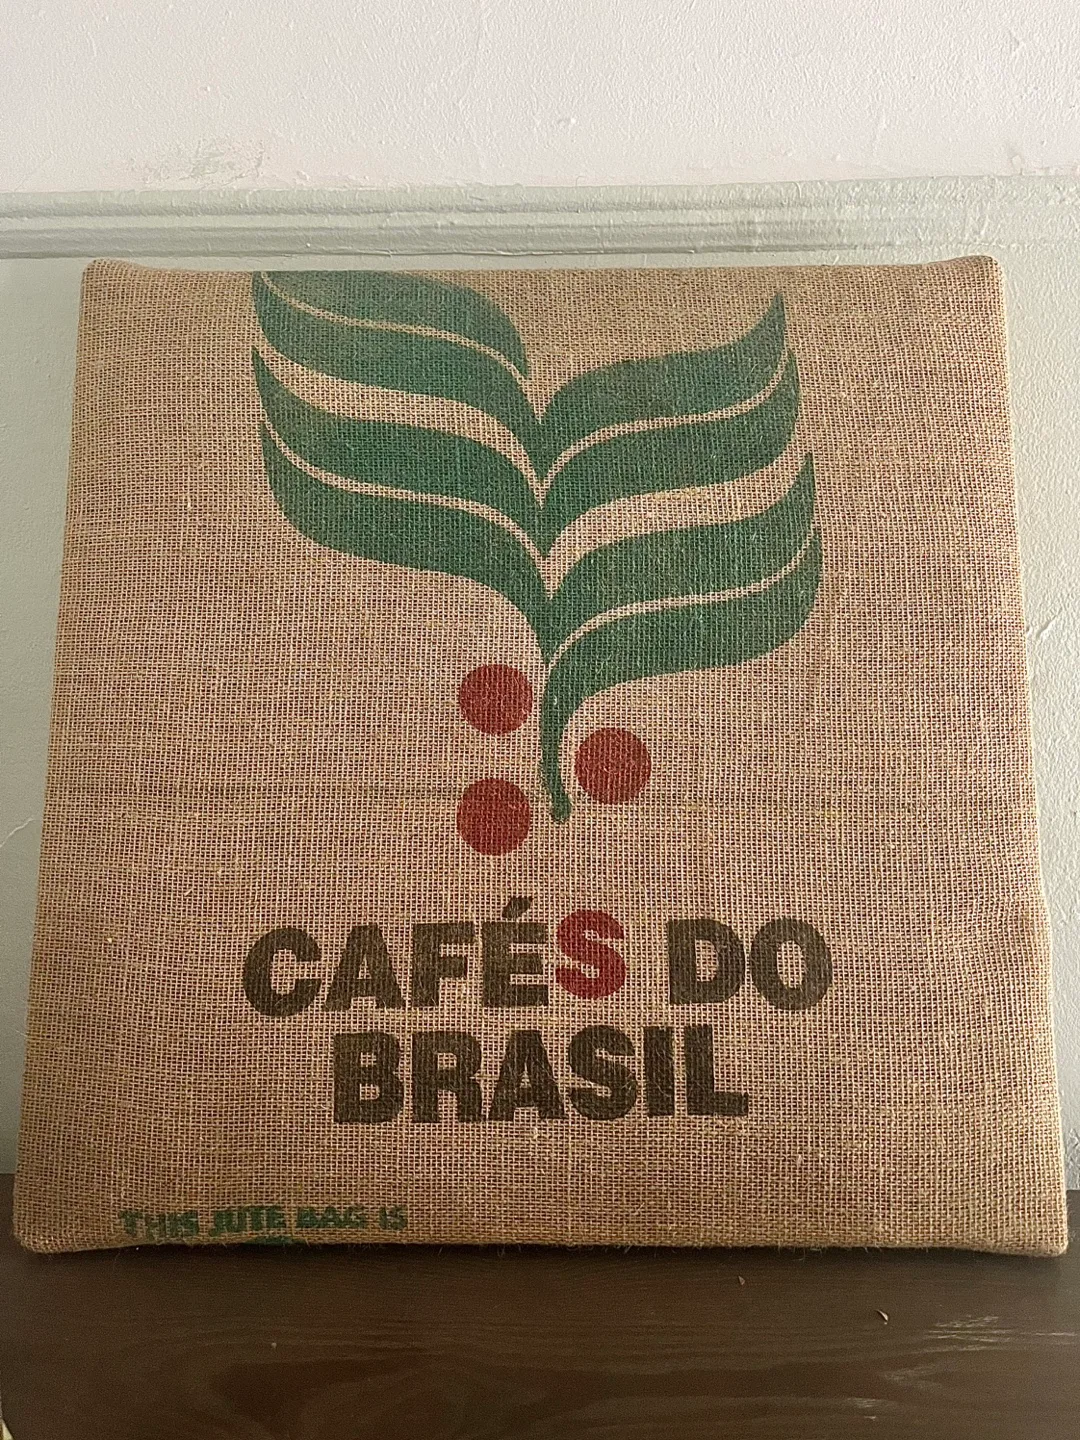 CAFÉS DO
BRASIL
THIS JUTE BAG IS